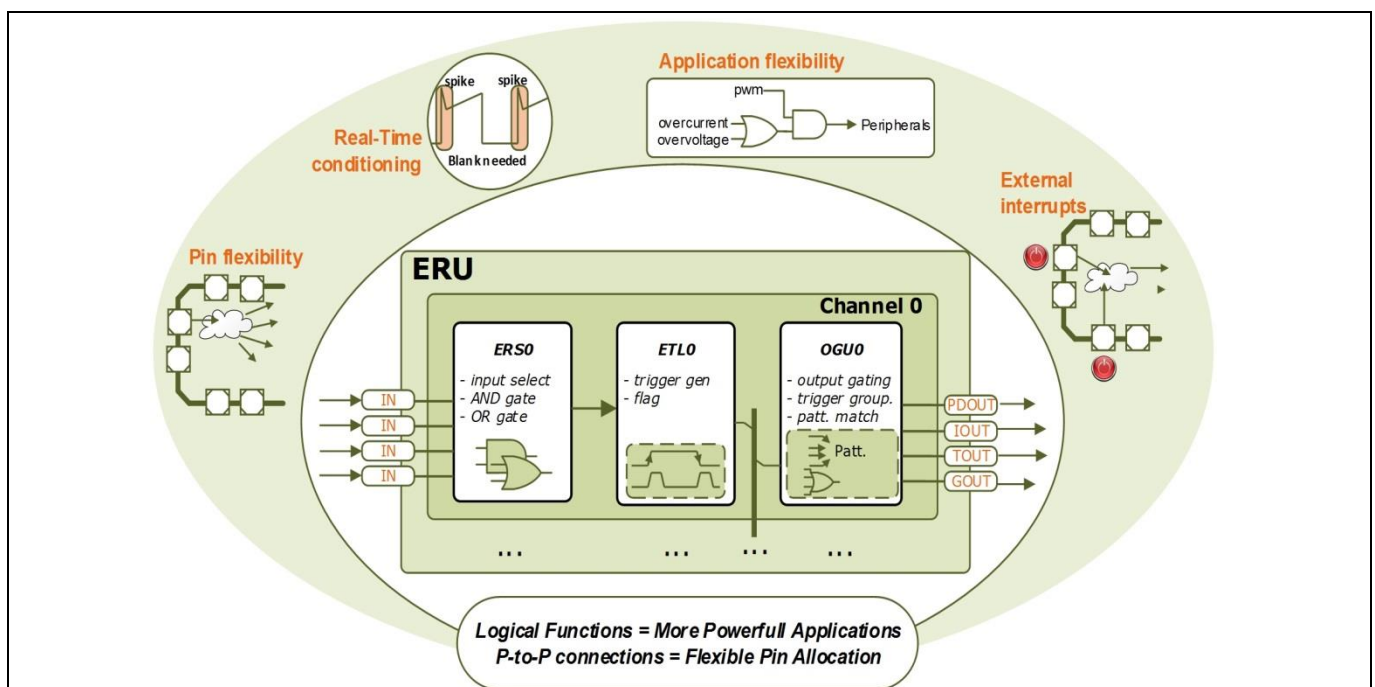 Application flexibility
spike spike
pwm
overcurrent
overvoltage
Peripherals
Real-Time
conditioning
Blank needed
External
interrupts
Pin flexibility
ERU
Channel 0
ERS0
- input select
- AND gate
- OR gate
ETL0
- trigger gen
- flag
OGU0
- output gating
- trigger group.
- patt. match
Patt.
IN
IN
IN
IN
PDOUT
IOUT
TOUT
GOUT
... ... ... ...
Logical Functions = More Powerfull Applications
P-to-P connections = Flexible Pin Allocation